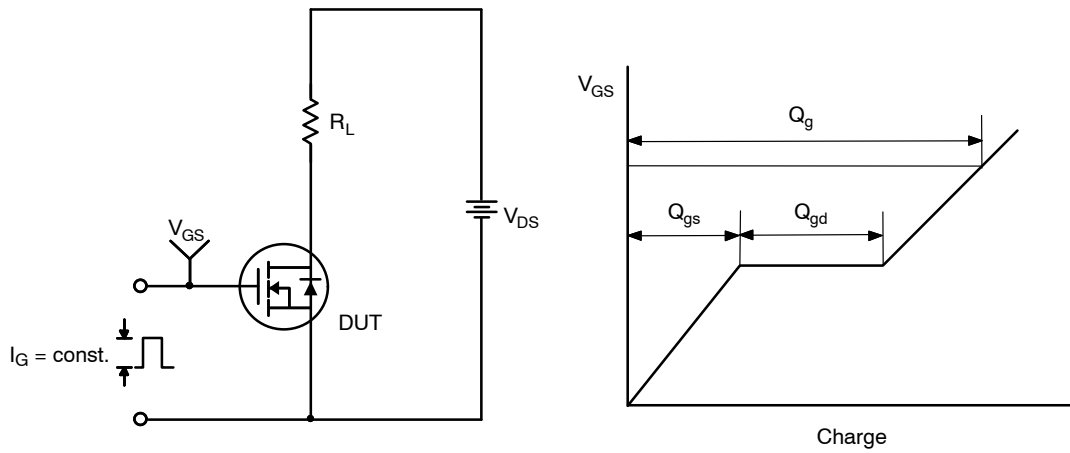 R_L
V_DS
V_GS
DUT
I_G = const.
V_GS
Q_g
Q_gs
Q_gd
Charge